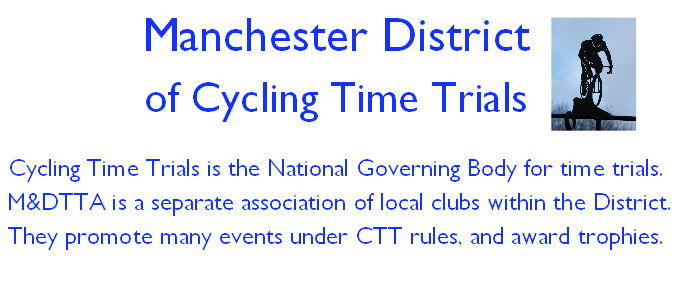 Manchester District
of Cycling Time Trials
Cycling Time Trials is the National Governing Body for time trials.
M&DTTA is a separate association of local clubs within the District.
They promote many events under CTT rules, and award trophies.